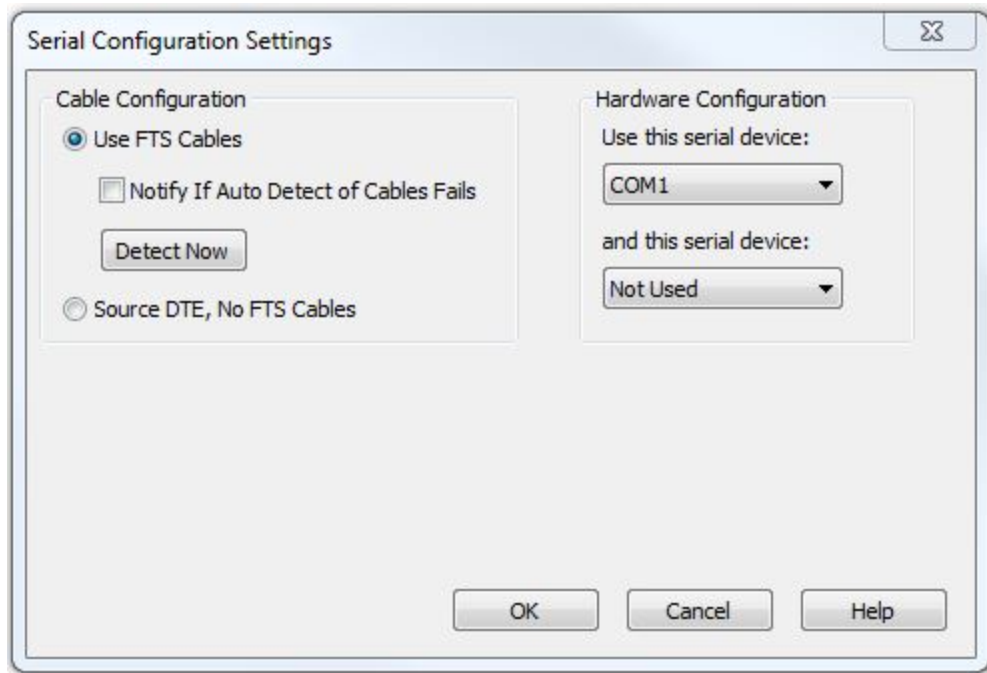 Serial Configuration Settings
Cable Configuration
Use FTS Cables
Notify If Auto Detect of Cables Fails
Detect Now
Source DTE, No FTS Cables
Hardware Configuration
Use this serial device:
COM1
and this serial device:
Not Used
OK
Cancel
Help